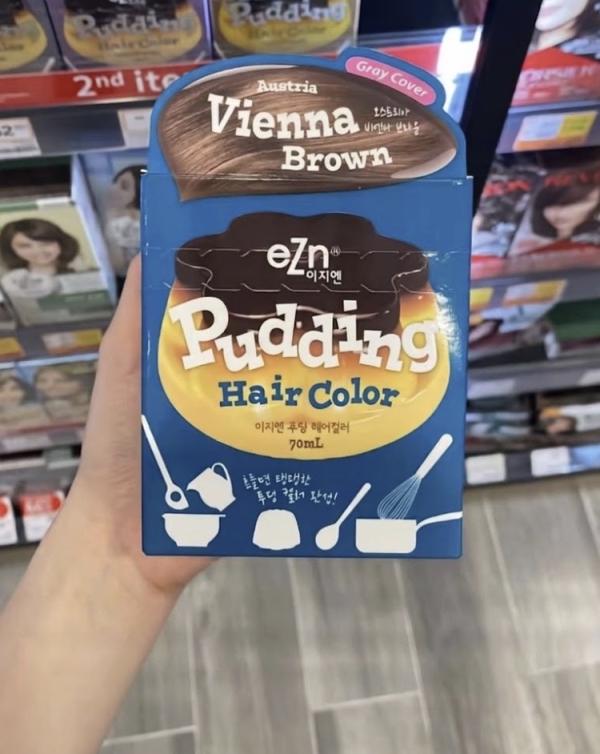 Pudding
Pudding
2nd ite
Gray Cover
Austria
Vienna
오스트리아
비엔나 브라운
Brown
eZn®
이지엔
Pudding
Hair Color
이지엔 푸딩 헤어컬러
70mL
흔들면 탱탱한
푸딩 컬러 완성!